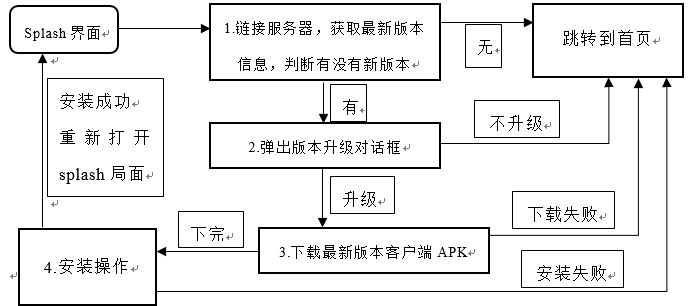 Splash 界面
1.链接服务器，获取最新版本
信息，判断有没有新版本
无
跳转到首页
安装成功
重新打开
splash 局面
有
2.弹出版本升级对话框
不升级
升级
下载失败
下完
4.安装操作
3.下载最新版本客户端 APK
安装失败